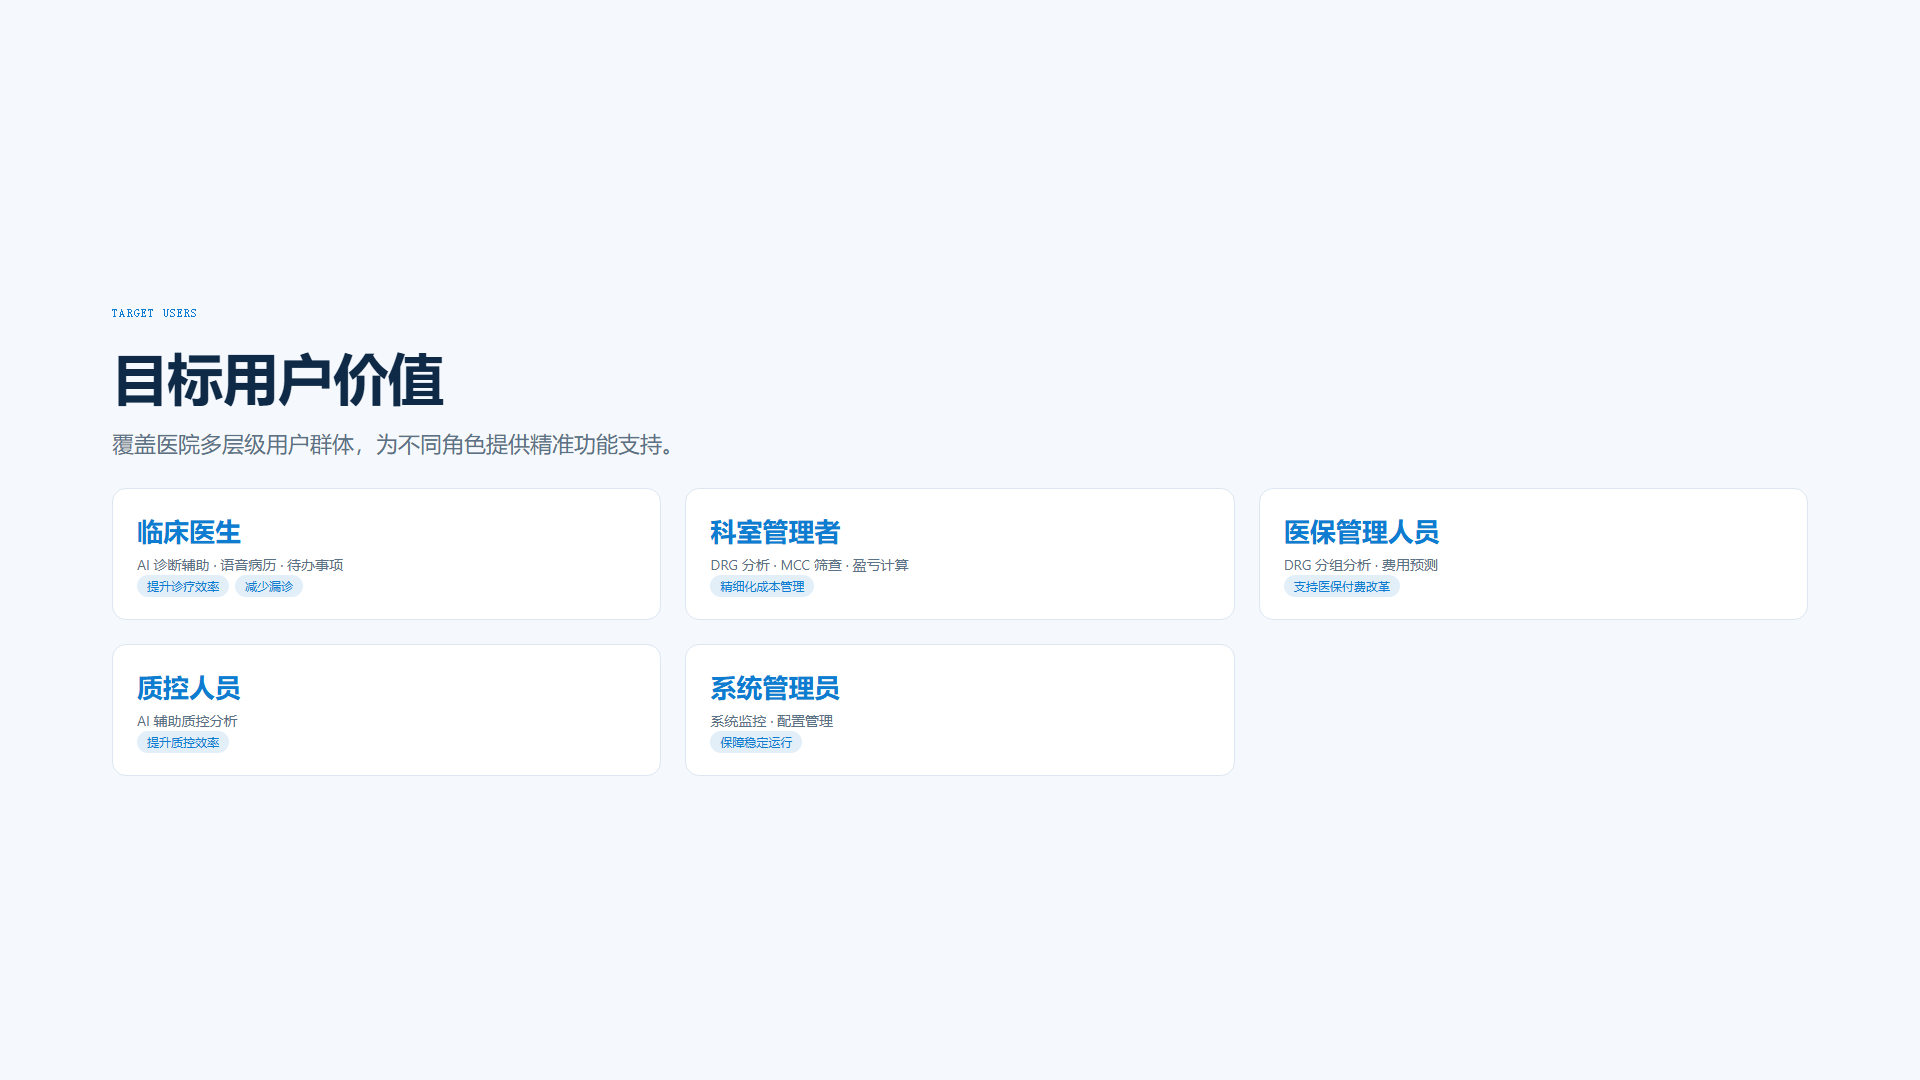 TARGET USERS
目标用户价值
覆盖医院多层级用户群体，为不同角色提供精准功能支持。
临床医生
AI 诊断辅助 · 语音病历 · 待办事项
提升诊疗效率 减少漏诊
科室管理者
DRG 分析 · MCC 筛查 · 盈亏计算
精细化成本管理
医保管理人员
DRG 分组分析 · 费用预测
支持医保付费改革
质控人员
AI 辅助质控分析
提升质控效率
系统管理员
系统监控 · 配置管理
保障稳定运行